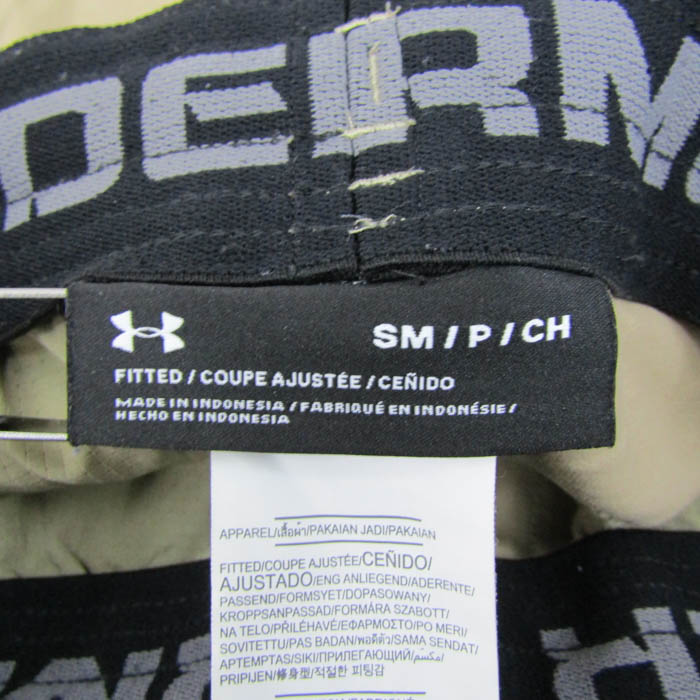 DERM
SM / P / CH
FITTED / COUPE AJUSTÉE / CEÑIDO
MADE IN INDONESIA / FABRIQUÉ EN INDONÉSIE /
HECHO EN INDONESIA
APPAREL/เสื้อผ้า/PAKAIAN JADI/PAKAIAN
FITTED/COUPE AJUSTÉE/CEÑIDO/
AJUSTADO/ENG ANLIEGEND/ADERENTE/
PASSEND/FORMSYET/DOPASOWANY/
KROPPSANPASSAD/FORMÁRA SZABOTT/
NA TELO/PŘILÉHAVÉ/ΕΦΑΡΜΟΣΤΟ/PO MERI/
SOVITETTU/PAS BADAN/พอดีตัว/SAMA SENDAT/
APTEMPTAS/SIKI/ПРИЛЕГАЮЩИЙ/مكسّم/
PRIPIJEN/修身型/적절한 피팅감